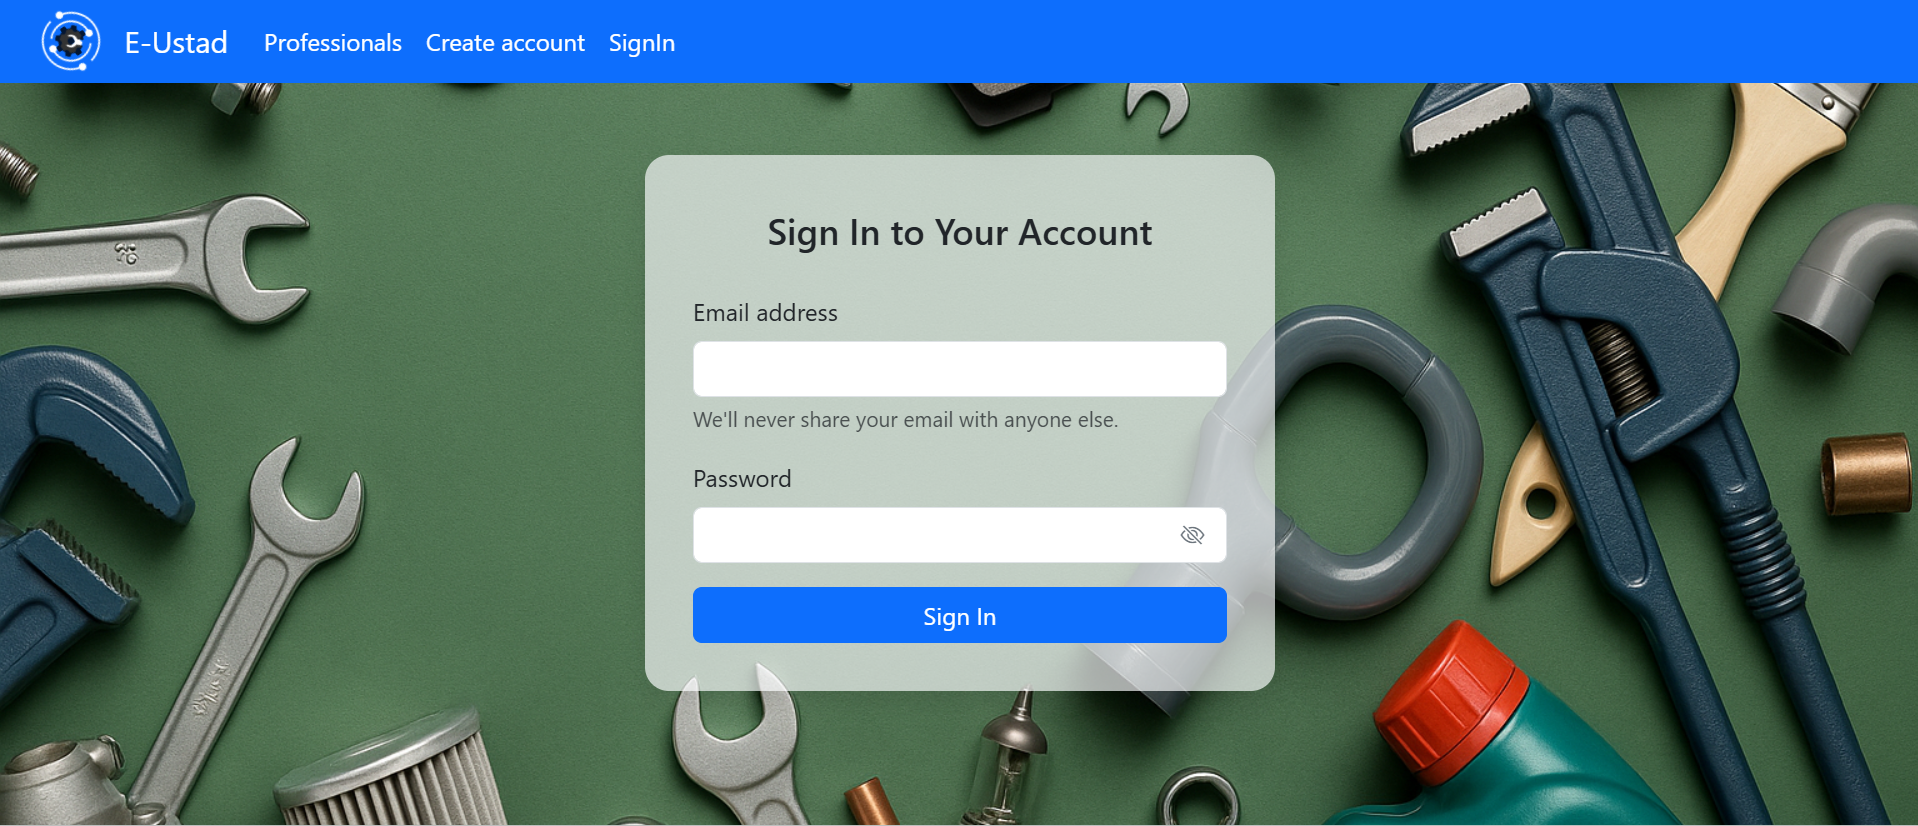 E-Ustad Professionals Create account SignIn
Sign In to Your Account
Email address
We'll never share your email with anyone else.
Password
Sign In